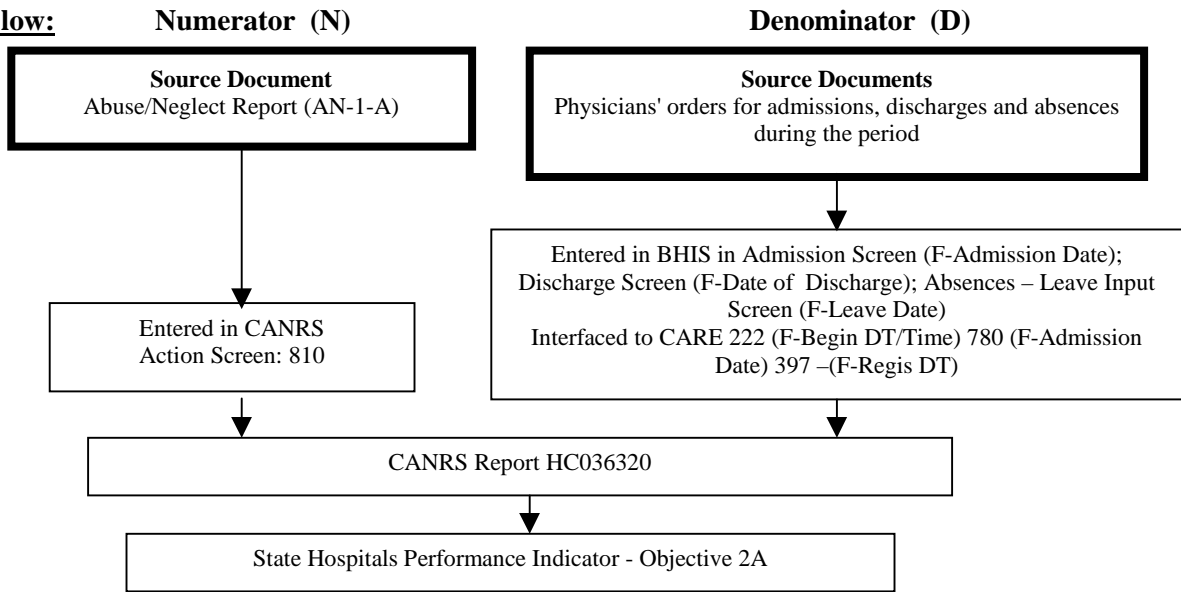 low: Numerator (N) Denominator (D)
Source Document
Abuse/Neglect Report (AN-1-A)
Source Documents
Physicians' orders for admissions, discharges and absences
during the period
Entered in BHIS in Admission Screen (F-Admission Date);
Discharge Screen (F-Date of Discharge); Absences – Leave Input
Screen (F-Leave Date)
Interfaced to CARE 222 (F-Begin DT/Time) 780 (F-Admission
Date) 397 –(F-Regis DT)
Entered in CANRS
Action Screen: 810
CANRS Report HC036320
State Hospitals Performance Indicator - Objective 2A